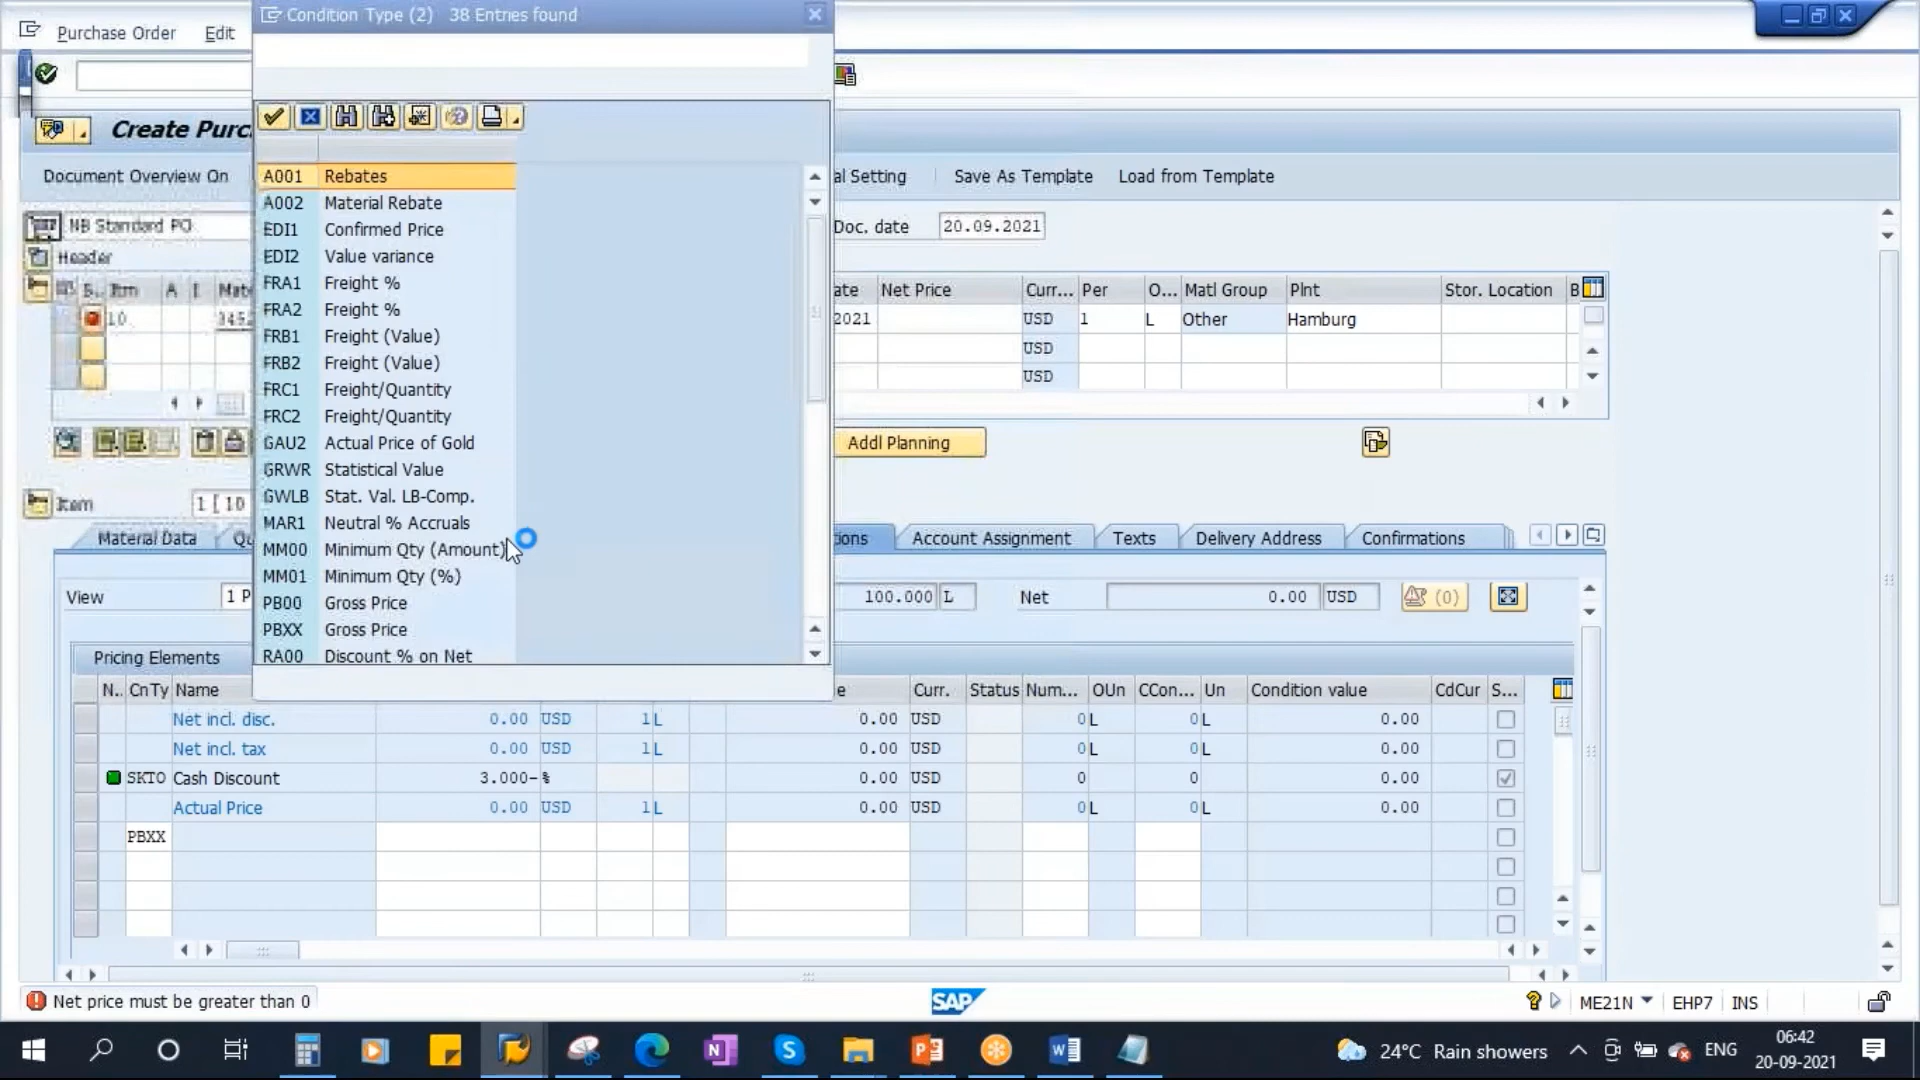 Condition Type (2) 38 Entries found
Purchase Order Edit
Create Purc
Document Overview On
al Setting Save As Template Load from Template
NB Standard PO
Doc. date 20.09.2021
Header
S.. Itm A I Mate
ate Net Price Curr... Per O... Matl Group Plnt Stor. Location B
10 3452
2021 USD 1 L Other Hamburg
USD
USD
A001 Rebates
A002 Material Rebate
EDI1 Confirmed Price
EDI2 Value variance
FRA1 Freight %
FRA2 Freight %
FRB1 Freight (Value)
FRB2 Freight (Value)
FRC1 Freight/Quantity
FRC2 Freight/Quantity
GAU2 Actual Price of Gold
GRWR Statistical Value
GWLB Stat. Val. LB-Comp.
MAR1 Neutral % Accruals
MM00 Minimum Qty (Amount)
MM01 Minimum Qty (%)
PB00 Gross Price
PBXX Gross Price
RA00 Discount % on Net
Addl Planning
Item 1 [ 10
Material Data Qu
ions Account Assignment Texts Delivery Address Confirmations
View 1 P
100.000 L Net 0.00 USD (0)
Pricing Elements
N.. CnTy Name
e Curr. Status Num... OUn CCon... Un Condition value CdCur S...
Net incl. disc. 0.00 USD 1 L 0.00 USD 0 L 0 L 0.00
Net incl. tax 0.00 USD 1 L 0.00 USD 0 L 0 L 0.00
SKTO Cash Discount 3.000- % 0.00 USD 0 0 0.00
Actual Price 0.00 USD 1 L 0.00 USD 0 L 0 L 0.00
PBXX
Net price must be greater than 0
SAP
ME21N EHP7 INS
24°C Rain showers
ENG
06:42
20-09-2021